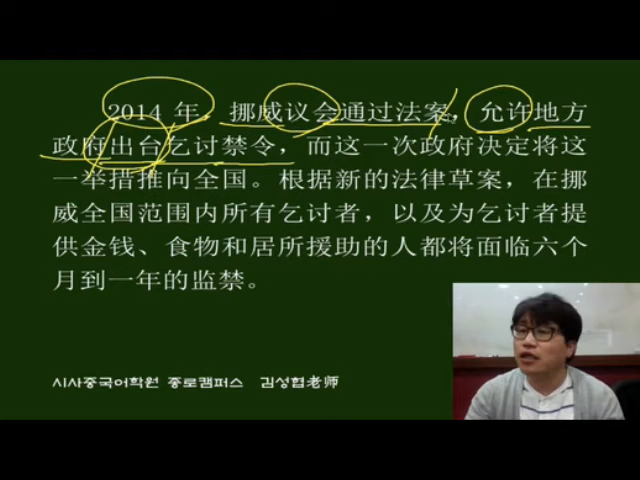 2014 年，挪威议会通过法案，允许地方
政府出台乞讨禁令，而这一次政府决定将这
一举措推向全国。根据新的法律草案，在挪
威全国范围内所有乞讨者，以及为乞讨者提
供金钱、食物和居所援助的人都将面临六个
月到一年的监禁。
시사중국어학원 종로캠퍼스 김성협老师